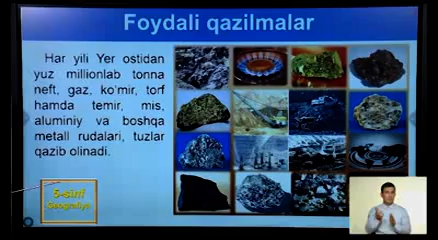 Foydali qazilmalar
Har yili Yer ostidan
yuz millionlab tonna
neft, gaz, ko'mir, torf
hamda temir, mis,
aluminiy va boshqa
metall rudalari, tuzlar
qazib olinadi.
5-sinf
Geografiya